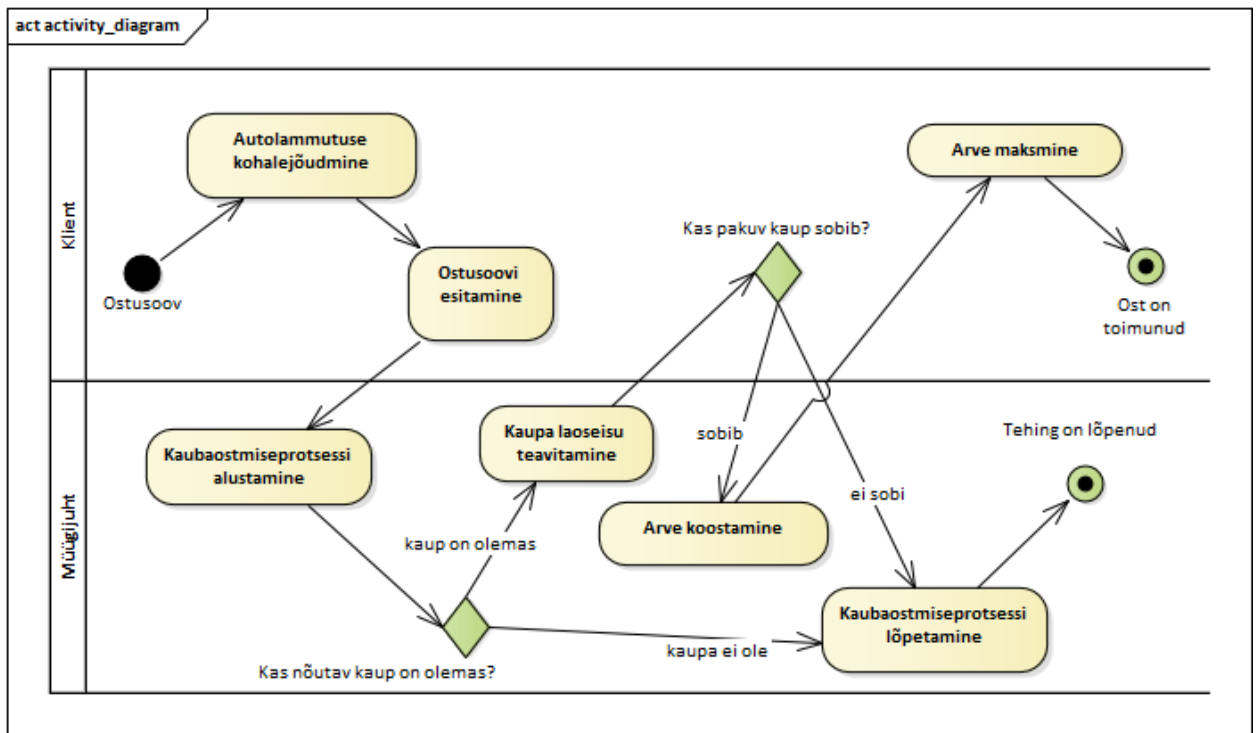 act activity_diagram
Klient
Autolammutuse
kohalejõudmine
Arve maksmine
Kas pakuv kaup sobib?
Ostusoovi
esitamine
Ostusoov
Ost on
toimunud
Müügijuht
Kaubaostmiseprotsessi
alustamine
Kaupa laoseisu
teavitamine
sobib
Tehing on lõpenud
ei sobi
Arve koostamine
kaup on olemas
Kaubaostmiseprotsessi
lõpetamine
kaupa ei ole
Kas nõutav kaup on olemas?